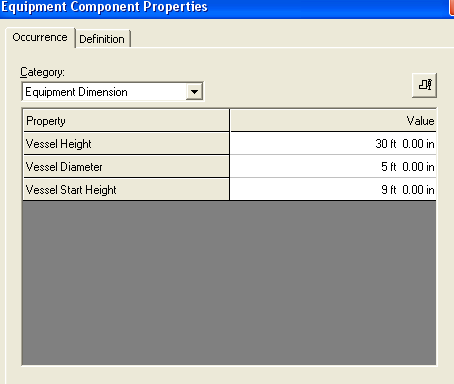 Equipment Component Properties
Occurrence Definition
Category:
Equipment Dimension
Property Value
Vessel Height 30 ft 0.00 in
Vessel Diameter 5 ft 0.00 in
Vessel Start Height 9 ft 0.00 in